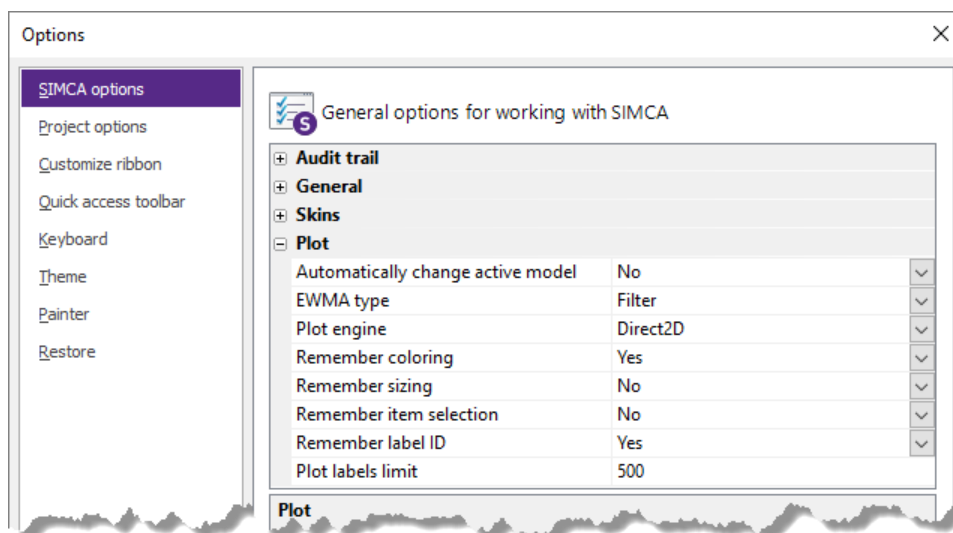 Options
SIMCA options
Project options
Customize ribbon
Quick access toolbar
Keyboard
Theme
Painter
Restore
S
General options for working with SIMCA
Audit trail
General
Skins
Plot
Automatically change active model No
EWMA type Filter
Plot engine Direct2D
Remember coloring Yes
Remember sizing No
Remember item selection No
Remember label ID Yes
Plot labels limit 500
Plot